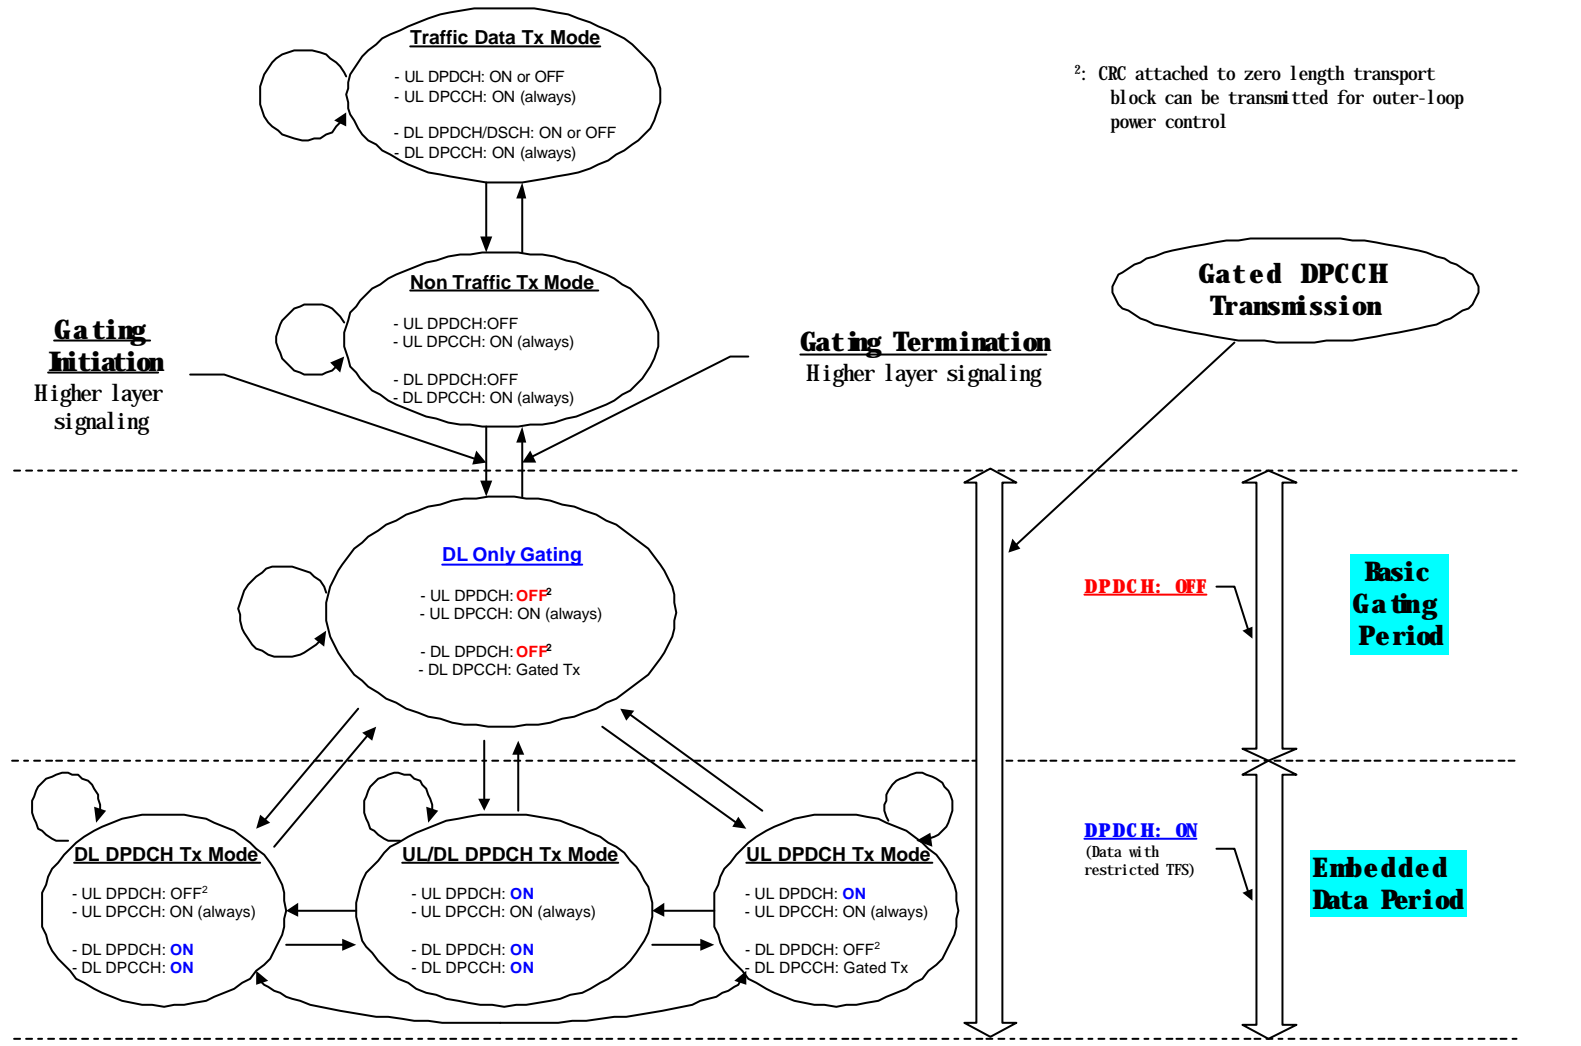 Traffic Data Tx Mode
- UL DPDCH: ON or OFF
- UL DPCCH: ON (always)
- DL DPDCH/DSCH: ON or OFF
- DL DPCCH: ON (always)
²: CRC attached to zero length transport
block can be transmitted for outer-loop
power control
Non Traffic Tx Mode
- UL DPDCH:OFF
- UL DPCCH: ON (always)
- DL DPDCH:OFF
- DL DPCCH: ON (always)
Gating
Initiation
Higher layer
signaling
Gating Termination
Higher layer signaling
Gated DPCCH
Transmission
DL Only Gating
- UL DPDCH: OFF²
- UL DPCCH: ON (always)
- DL DPDCH: OFF²
- DL DPCCH: Gated Tx
DPDCH: OFF
Basic
Gating
Period
DL DPDCH Tx Mode
- UL DPDCH: OFF²
- UL DPCCH: ON (always)
- DL DPDCH: ON
- DL DPCCH: ON
UL/DL DPDCH Tx Mode
- UL DPDCH: ON
- UL DPCCH: ON (always)
- DL DPDCH: ON
- DL DPCCH: ON
UL DPDCH Tx Mode
- UL DPDCH: ON
- UL DPCCH: ON (always)
- DL DPDCH: OFF²
- DL DPCCH: Gated Tx
DPDCH: ON
(Data with
restricted TFS)
Embedded
Data Period